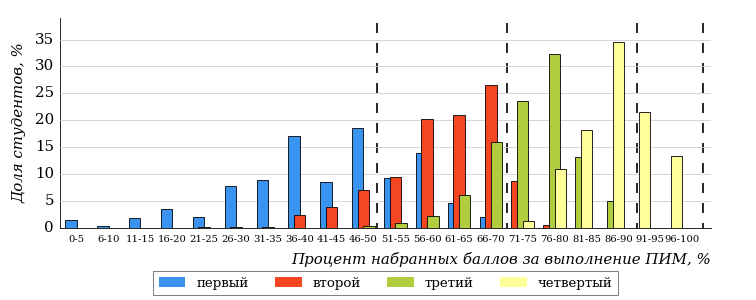 Доля студентов, %
35
30
25
20
15
10
5
0
0-5 6-10 11-15 16-20 21-25 26-30 31-35 36-40 41-45 46-50 51-55 56-60 61-65 66-70 71-75 76-80 81-85 86-90 91-95 96-100
Процент набранных баллов за выполнение ПИМ, %
первый второй третий четвертый